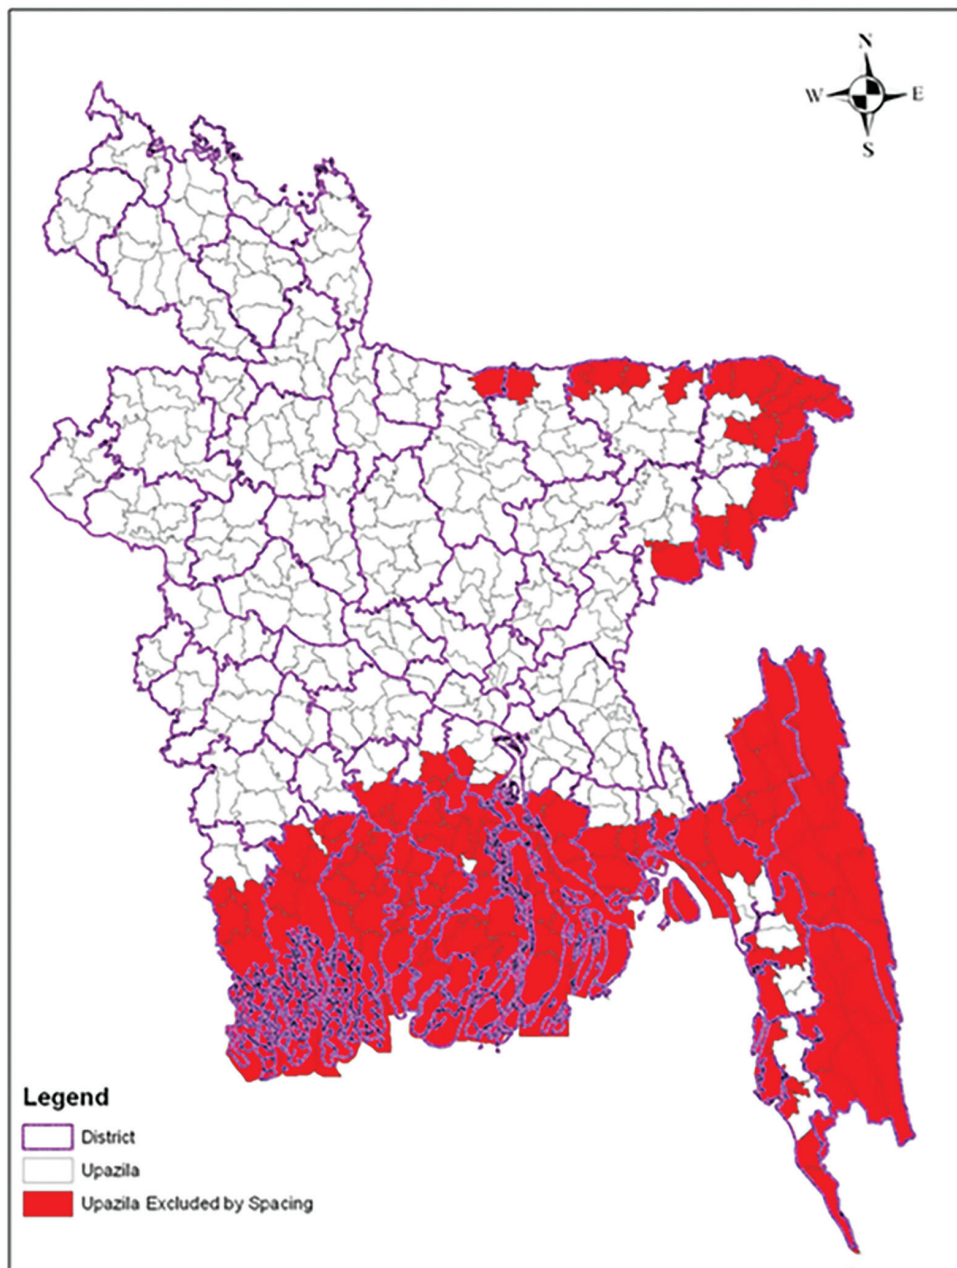 N
W E
S
Legend
District
Upazila
Upazila Excluded by Spacing